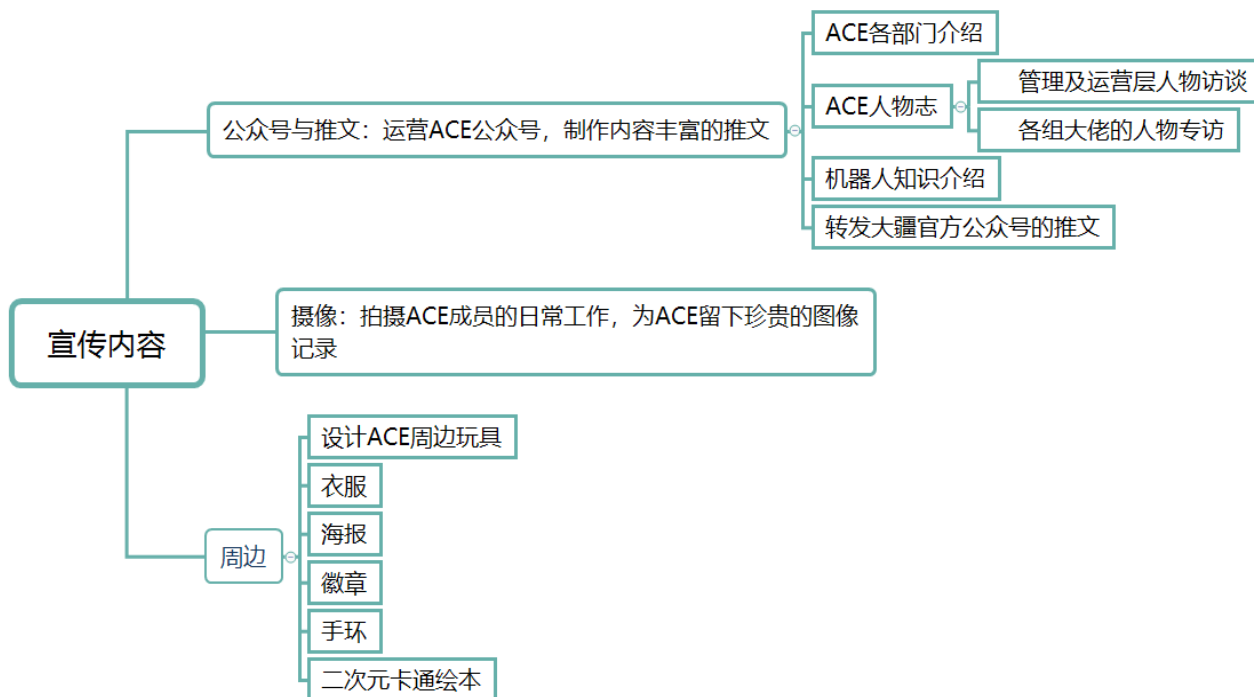 宣传内容
公众号与推文：运营ACE公众号，制作内容丰富的推文
ACE各部门介绍
ACE人物志
管理及运营层人物访谈
各组大佬的人物专访
机器人知识介绍
转发大疆官方公众号的推文
摄像：拍摄ACE成员的日常工作，为ACE留下珍贵的图像
记录
周边
设计ACE周边玩具
衣服
海报
徽章
手环
二次元卡通绘本